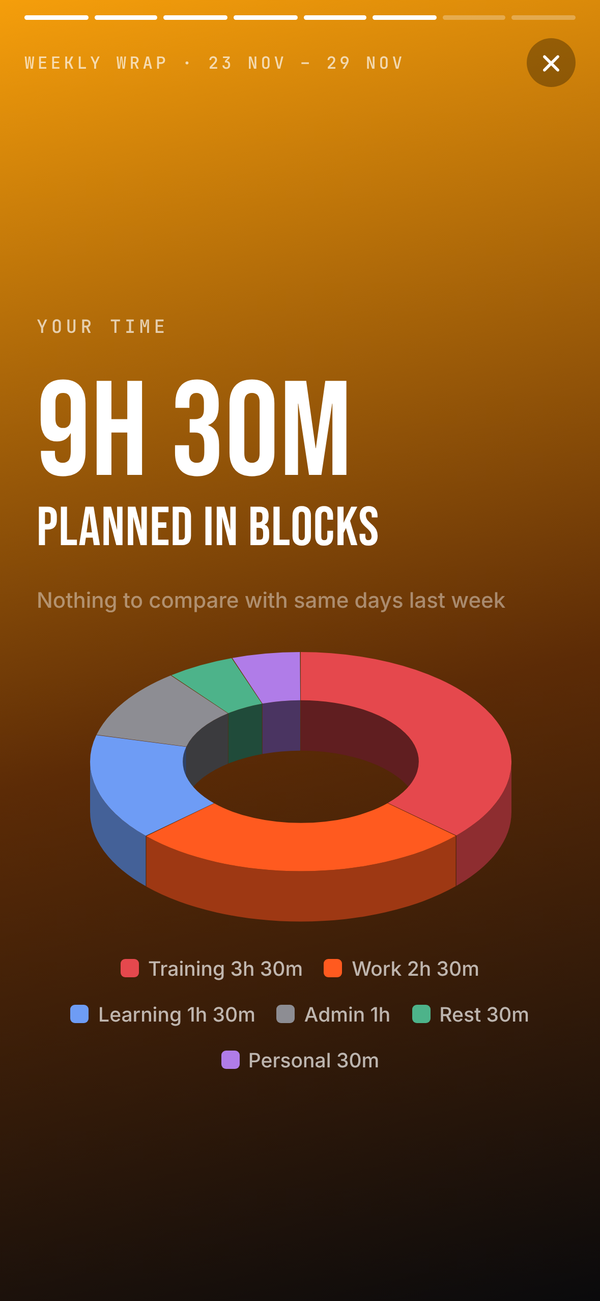 WEEKLY WRAP · 23 NOV – 29 NOV
YOUR TIME
9H 30M
PLANNED IN BLOCKS
Nothing to compare with same days last week
Training 3h 30m Work 2h 30m
Learning 1h 30m Admin 1h Rest 30m
Personal 30m